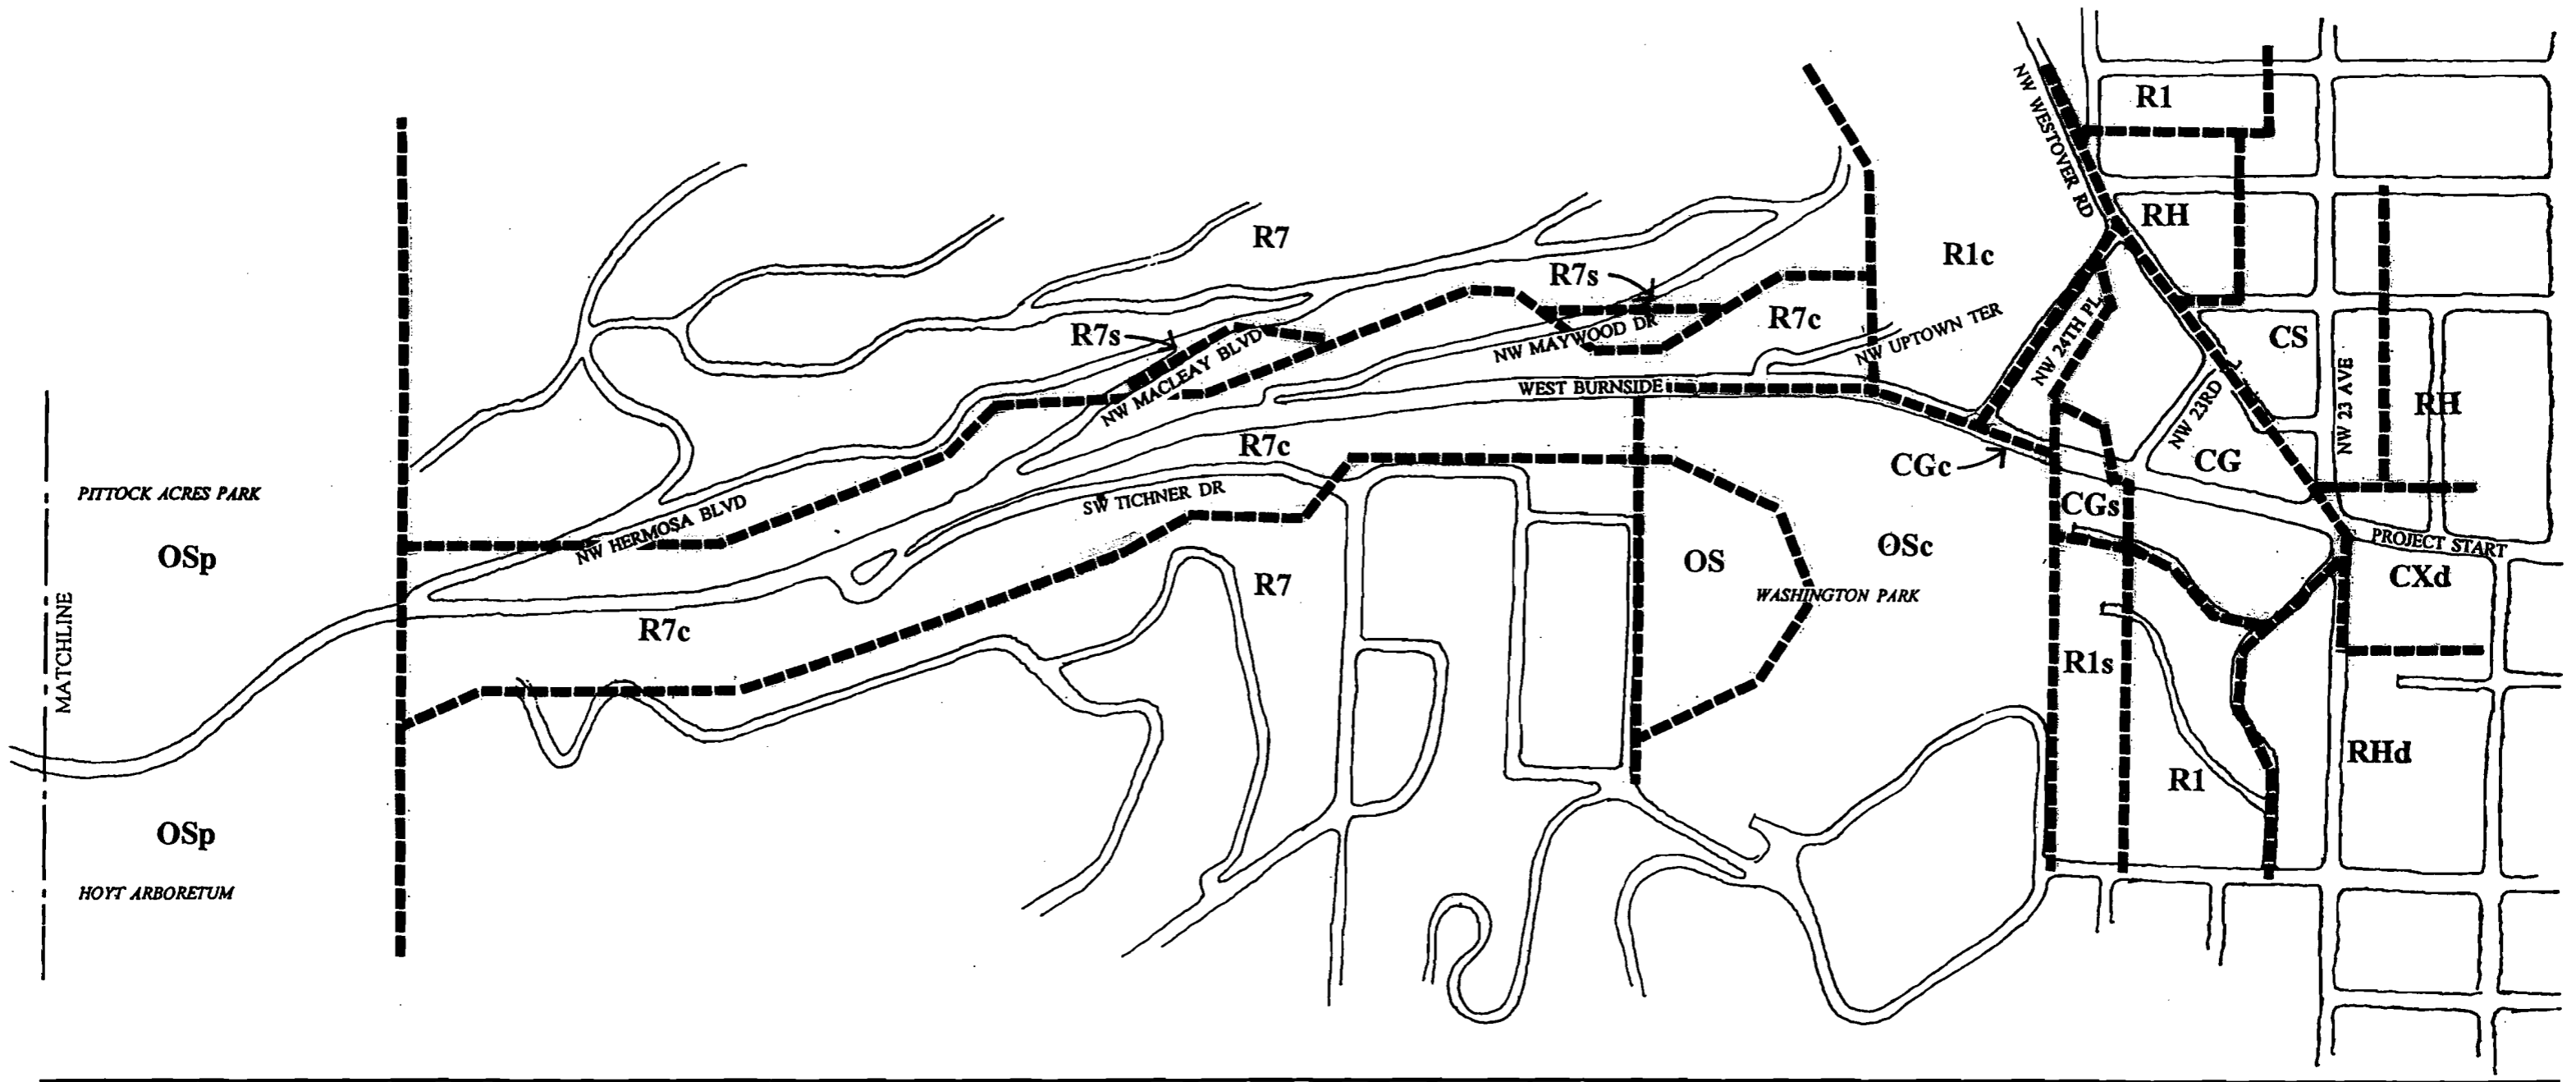 NW WESTOVER RD
R1
RH
R7
R1c
R7s
R7s
R7c
NW MAYWOOD DR
NW UPTOWN TER
NW 24TH PL
CS
NW 23RD
NW 23 AVE
RH
NW MACLEAY BLVD
WEST BURNSIDE
R7c
CGc
CG
PITTOCK ACRES PARK
SW TICHNER DR
CGs
NW HERMOSA BLVD
OSp
OS
OSc
PROJECT START
CXd
R7
WASHINGTON PARK
R7c
MATCHLINE
R1s
RHd
R1
OSp
HOYT ARBORETUM